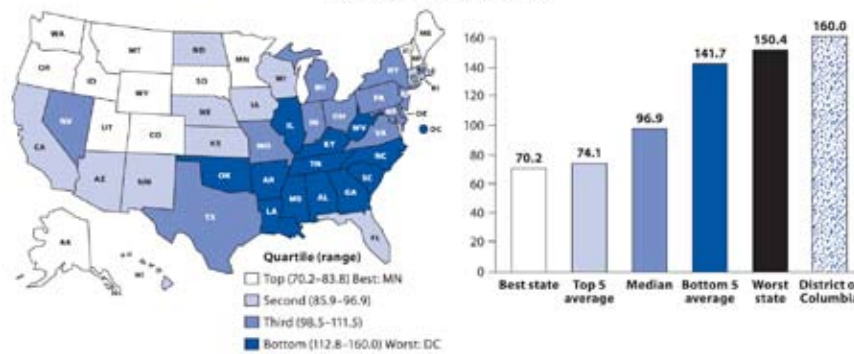 WA
MT
ND
MN
ME
OR
ID
SD
WI
MI
NY
WY
RI
NE
IA
PA
NV
UT
CO
IL
IN
OH
DE
DC
CA
KS
MO
WV
VA
KY
AZ
NM
OK
AR
TN
NC
SC
MS
AL
GA
TX
LA
FL
AK
HI
Quartile (range)
Top (70.2–83.8) Best: MN
Second (85.9–96.9)
Third (98.5–111.5)
Bottom (112.8–160.0) Worst: DC
160
140
120
100
80
60
40
20
0
70.2
74.1
96.9
141.7
150.4
160.0
Best state
Top 5
average
Median
Bottom 5
average
Worst
state
District of
Columbia